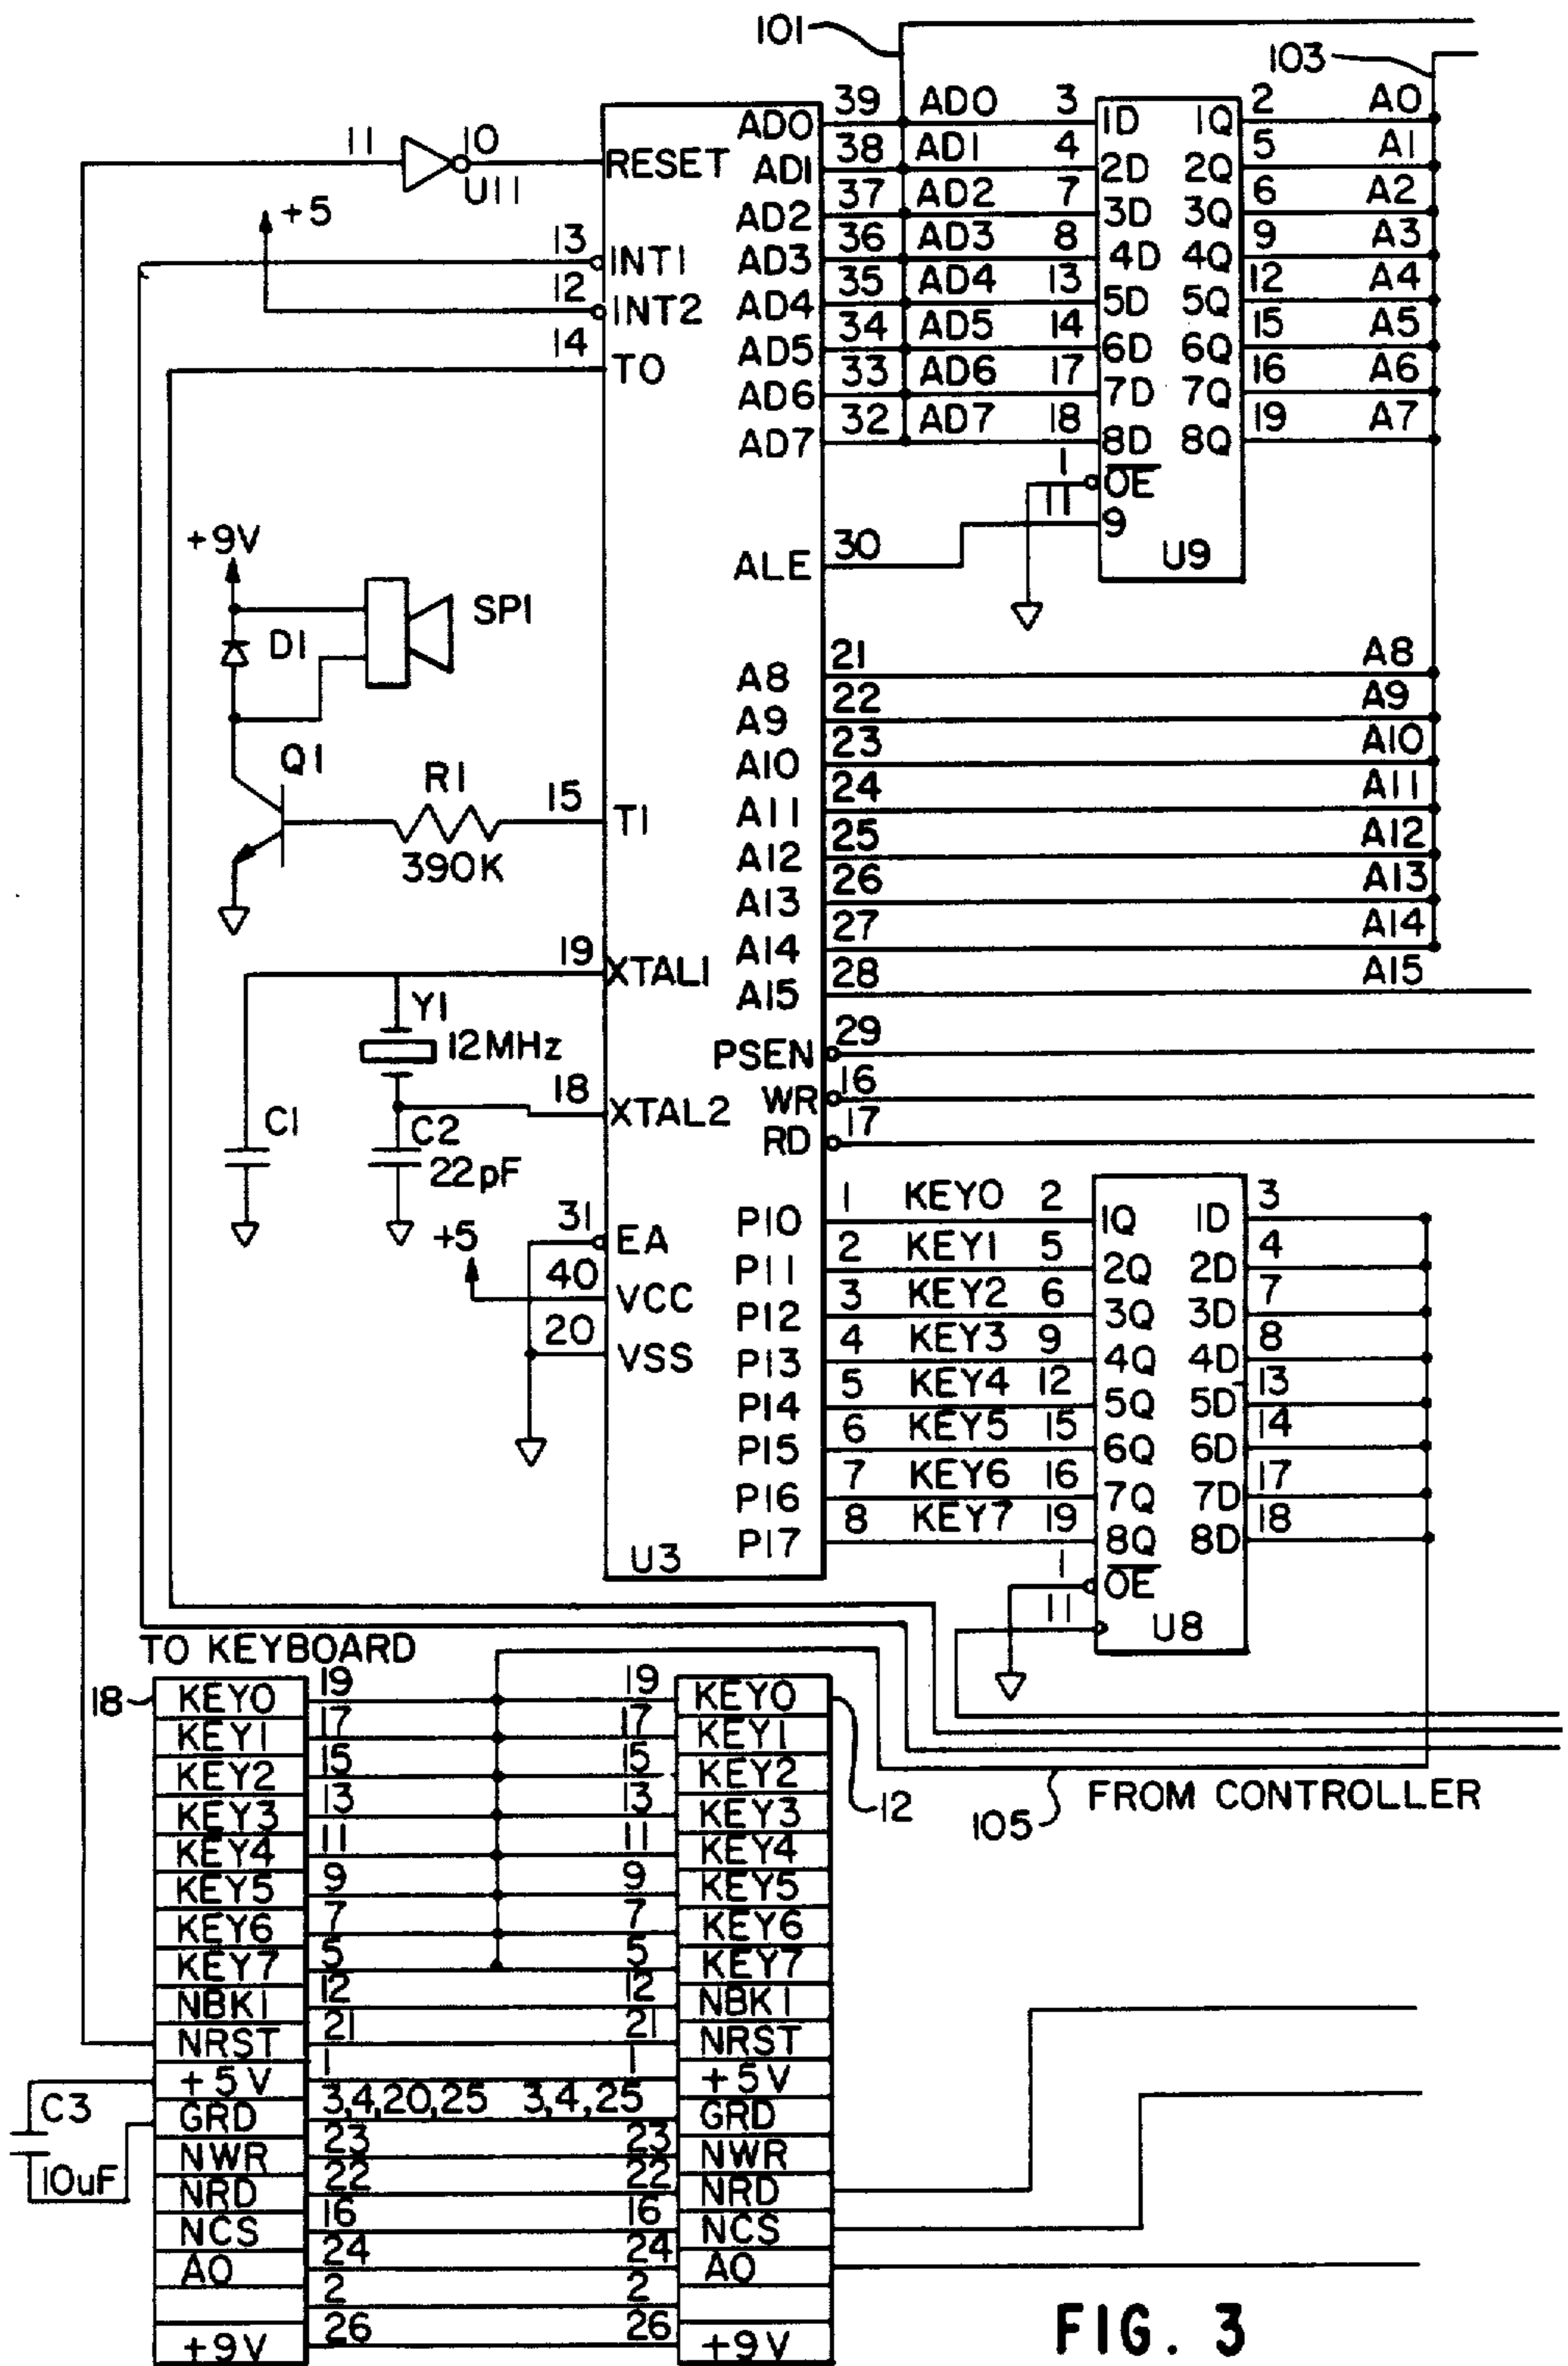 101
103
39 AD0 3
2 A0
AD0
1D 1Q
11
10
U11
RESET
38 AD1 4
5 A1
AD1
2D 2Q
+5
37 AD2 7
6 A2
AD2
3D 3Q
13
INT1
36 AD3 8
9 A3
AD3
4D 4Q
12
INT2
35 AD4 13
12 A4
AD4
5D 5Q
14
TO
34 AD5 14
15 A5
AD5
6D 6Q
33 AD6 17
16 A6
AD6
7D 7Q
32 AD7 18
19 A7
AD7
8D 8Q
1
OE
11
9
U9
+9V
ALE
30
D1
SP1
A8
21
A8
A9
22
A9
Q1
A10
23
A10
R1
390K
15
T1
A11
24
A11
A12
25
A12
A13
26
A13
A14
27
A14
19
XTAL1
A15
28
A15
Y1
12MHz
PSEN
29
WR
16
RD
17
18
XTAL2
C1
C2
22pF
31
EA
+5
40
VCC
20
VSS
P10 1 KEY0 2 1Q 1D 3
P11 2 KEY1 5 2Q 2D 4
P12 3 KEY2 6 3Q 3D 7
P13 4 KEY3 9 4Q 4D 8
P14 5 KEY4 12 5Q 5D 13
P15 6 KEY5 15 6Q 6D 14
P16 7 KEY6 16 7Q 7D 17
P17 8 KEY7 19 8Q 8D 18
U3
1
OE
11
U8
TO KEYBOARD
18
KEY0 19 19 KEY0
KEY1 17 17 KEY1
KEY2 15 15 KEY2
KEY3 13 13 KEY3
12
105
FROM CONTROLLER
KEY4 11 11 KEY4
KEY5 9 9 KEY5
KEY6 7 7 KEY6
KEY7 5 5 KEY7
NBK1 12 12 NBK1
NRST 21 21 NRST
+5V 1 1 +5V
C3
10uF
GRD 3,4,20,25 3,4,25 GRD
NWR 23 23 NWR
NRD 22 22 NRD
NCS 16 16 NCS
A0 24 24 A0
2 2
+9V 26 26 +9V
FIG. 3